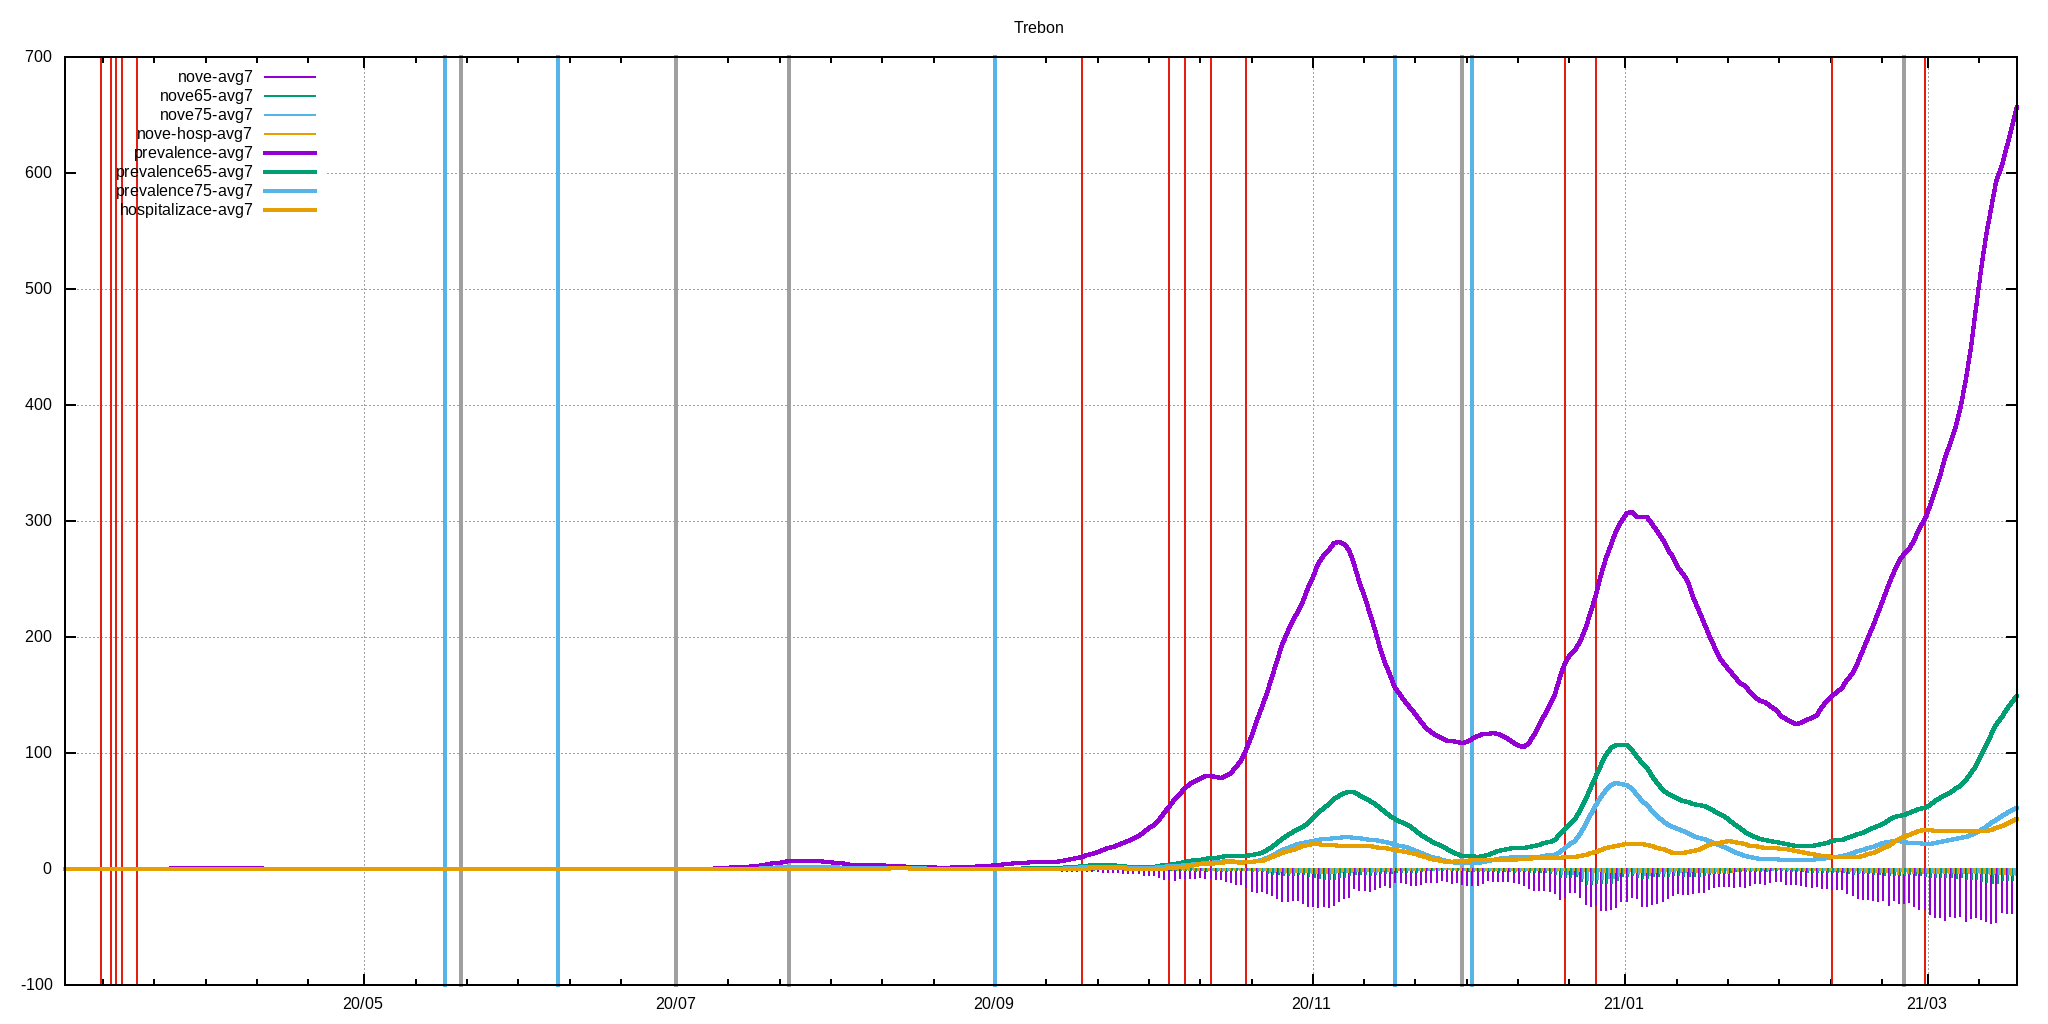 Trebon
700
600
500
400
300
200
100
0
-100
nove-avg7
nove65-avg7
nove75-avg7
nove-hosp-avg7
prevalence-avg7
prevalence65-avg7
prevalence75-avg7
hospitalizace-avg7
20/05
20/07
20/09
20/11
21/01
21/03